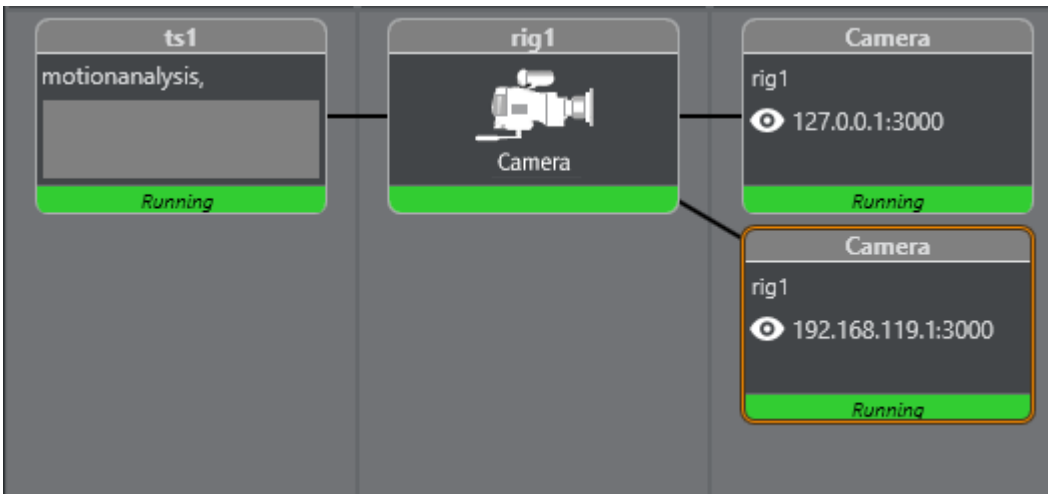 ts1
motionanalysis,
Running
rig1
Camera
Camera
rig1
127.0.0.1:3000
Running
Camera
rig1
192.168.119.1:3000
Running